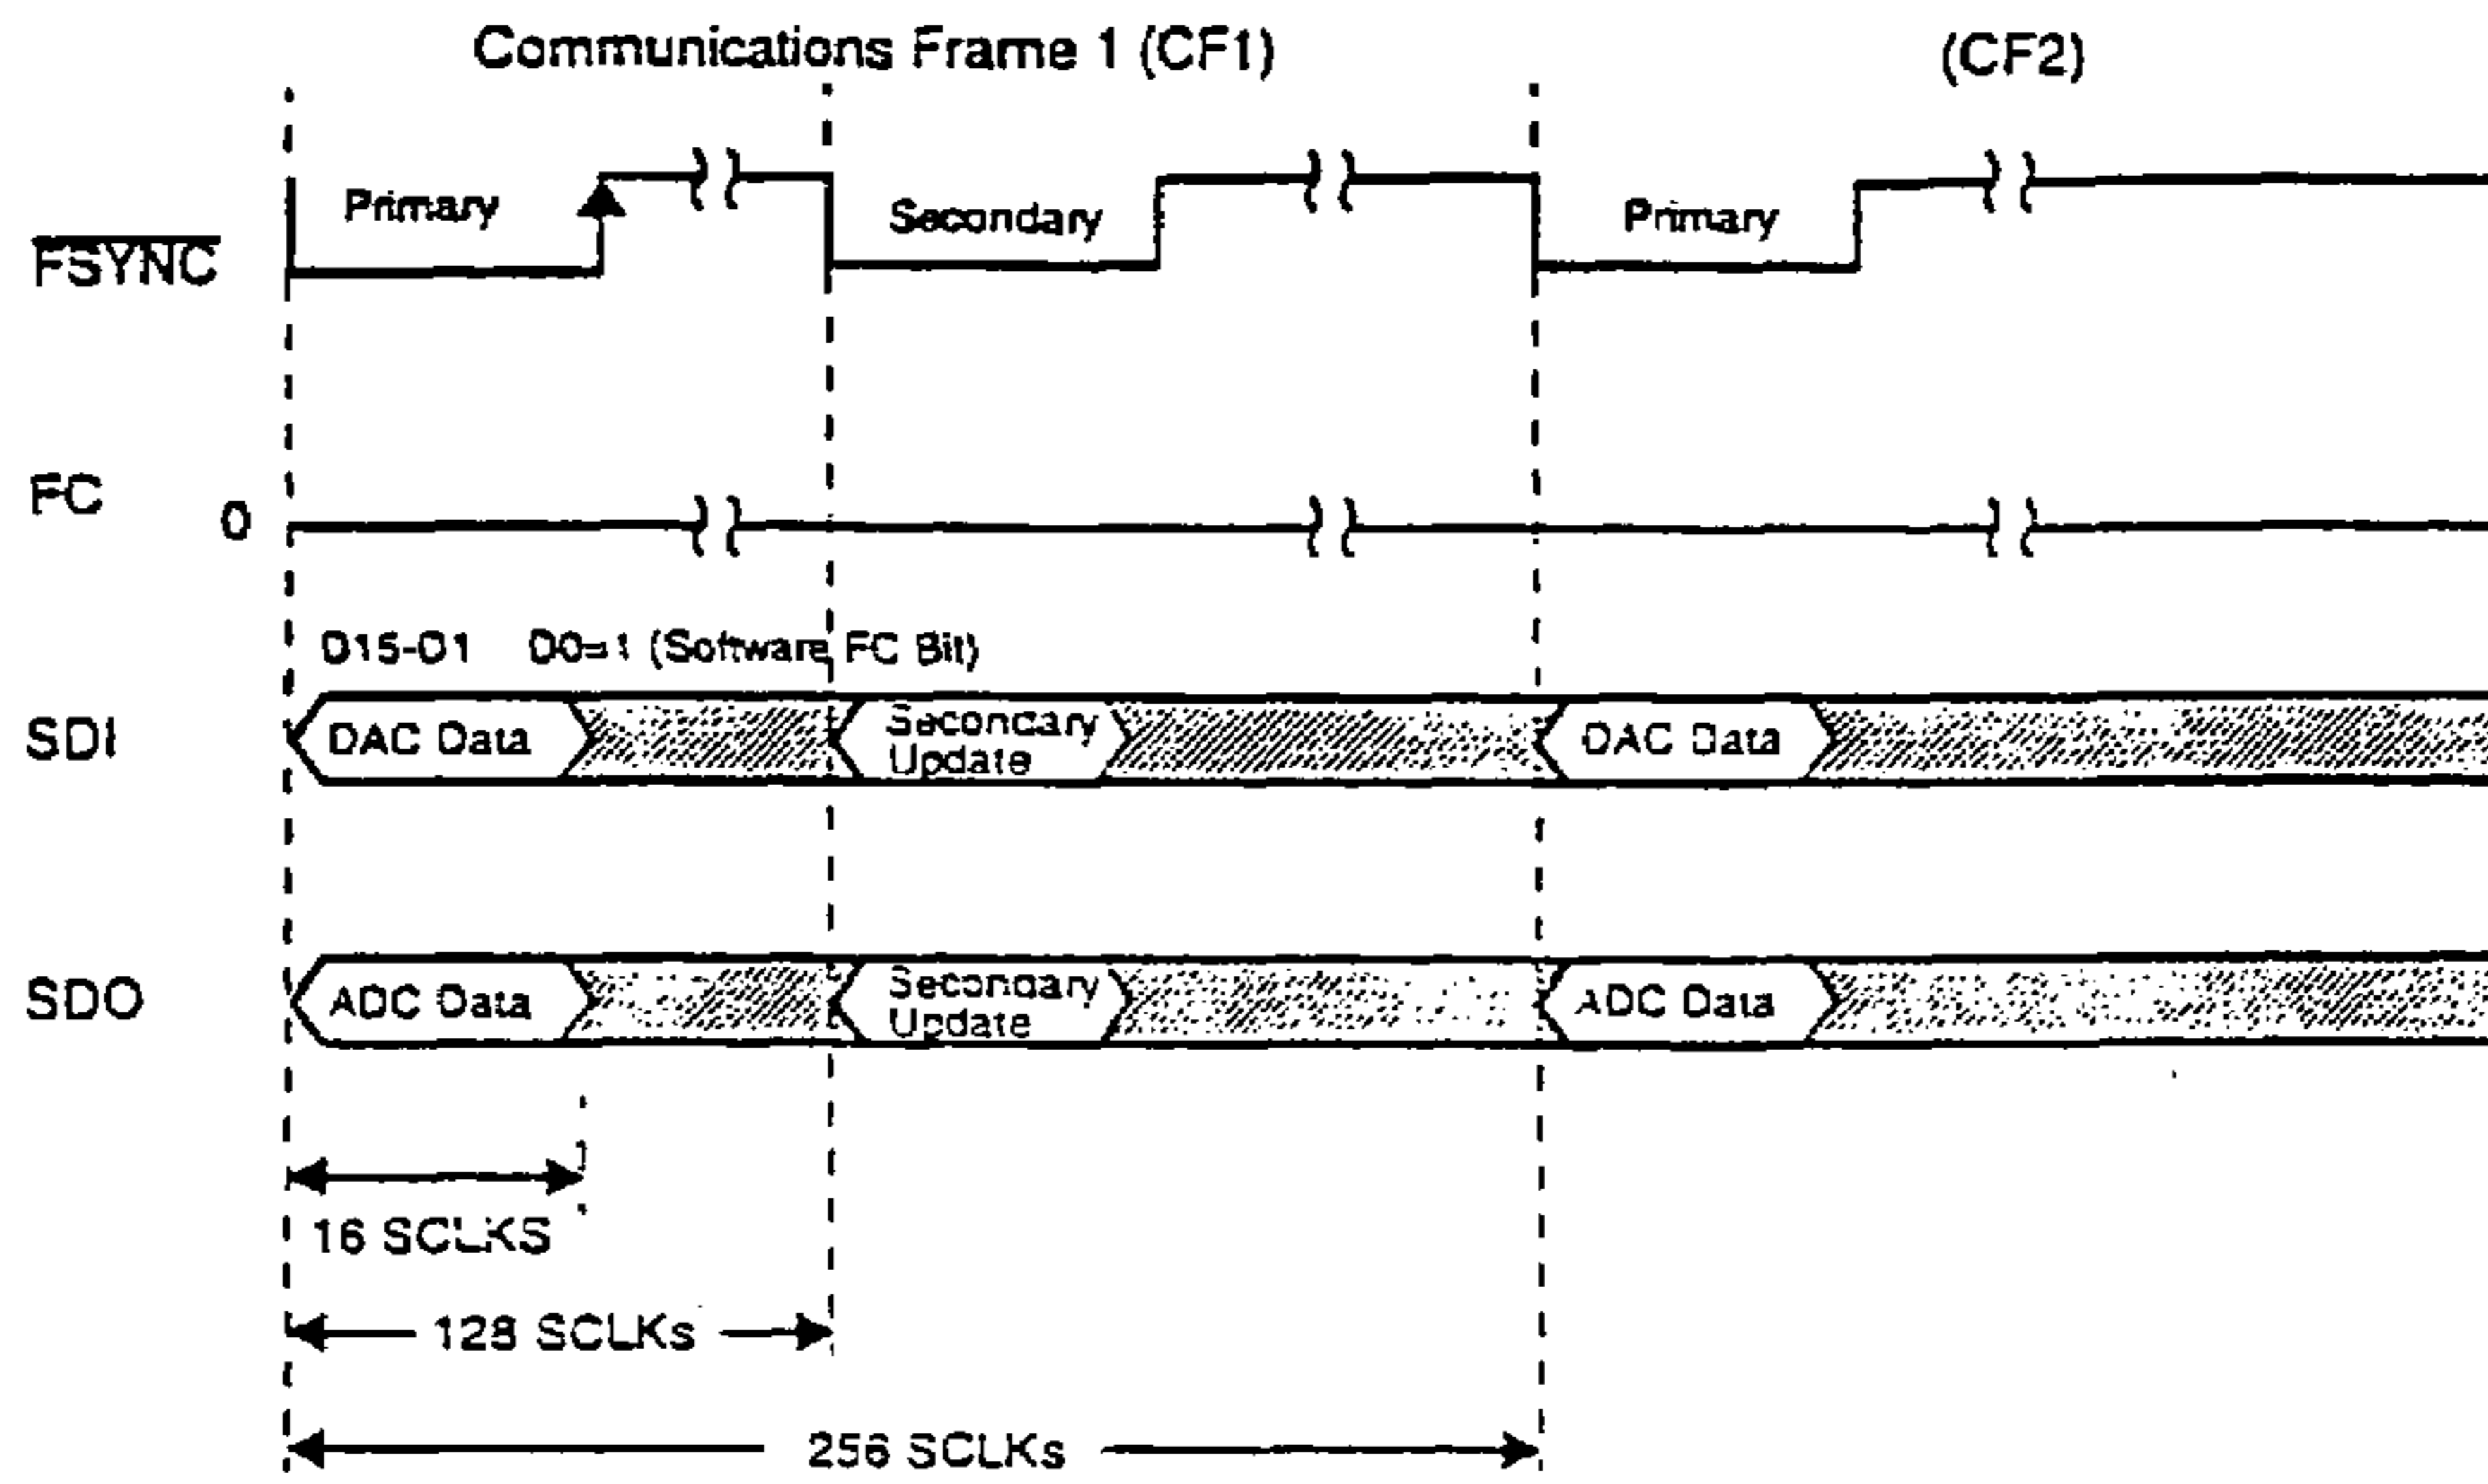 Communications Frame 1 (CF1) (CF2)
Primary Secondary Primary
FSYNC
FC 0
D15-D1 D0=1 (Software FC Bit)
SDI DAC Data Secondary Update DAC Data
SDO ADC Data Secondary Update ADC Data
16 SCLKS
128 SCLKs
256 SCLKs